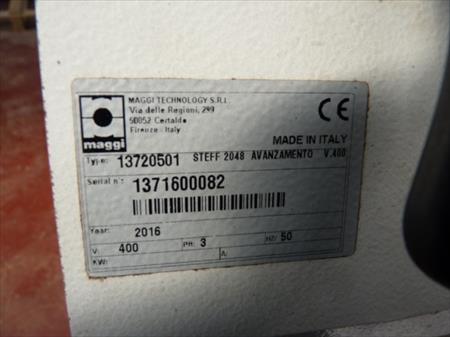 MAGGI TECHNOLOGY S.R.L.
Via delle Regioni, 299
50052 Certaldo
Firenze - Italy
maggi
CE
MADE IN ITALY
Type: 13720501 STEFF 2048 AVANZAMENTO V.400
Serial n°: 1371600082
Year: 2016
V: 400 PH: 3 HZ: 50
KW: A: